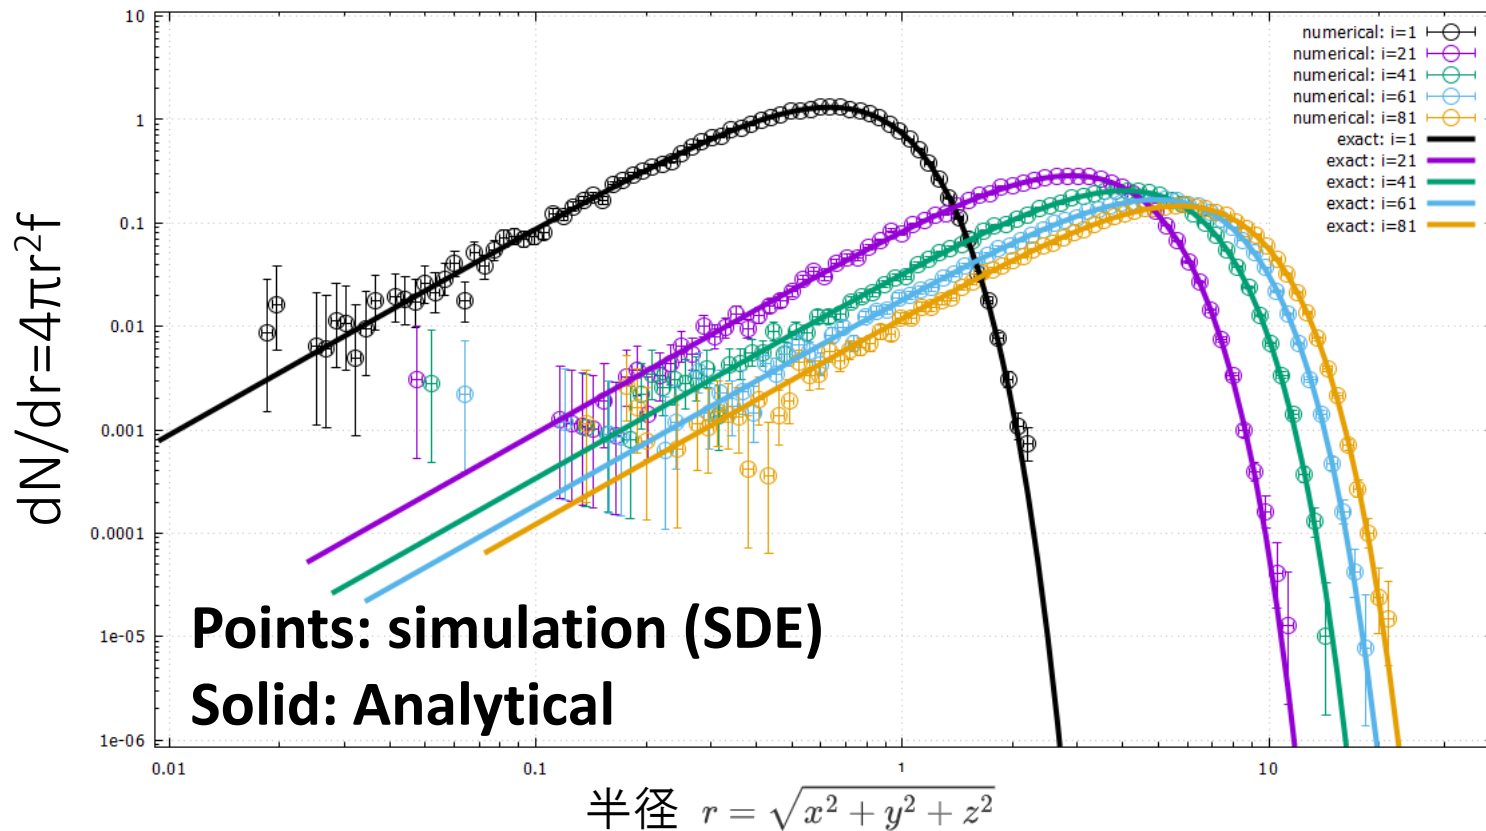 10
1
0.1
0.01
0.001
0.0001
1e-05
1e-06
dN/dr=4πr²f
numerical: i=1
numerical: i=21
numerical: i=41
numerical: i=61
numerical: i=81
exact: i=1
exact: i=21
exact: i=41
exact: i=61
exact: i=81
Points: simulation (SDE)
Solid: Analytical
0.01 0.1 1 10
半径 r = √(x² + y² + z²)